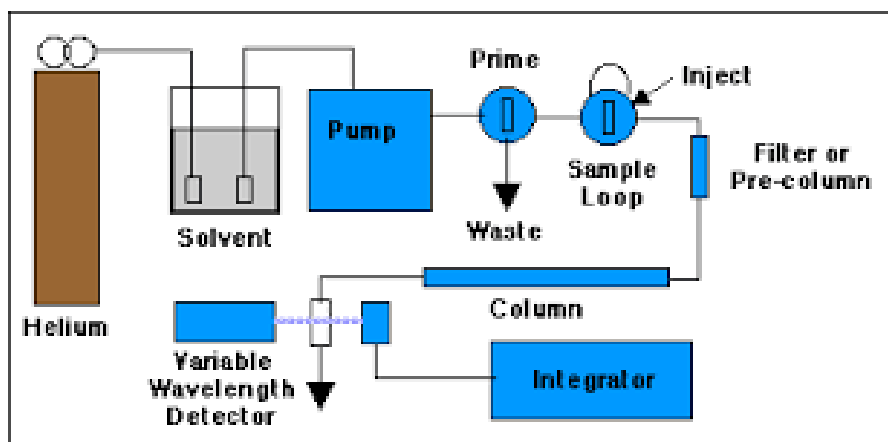 Prime
Inject
Pump
Filter or
Pre-column
Sample
Loop
Solvent
Waste
Helium
Column
Variable
Wavelength
Detector
Integrator